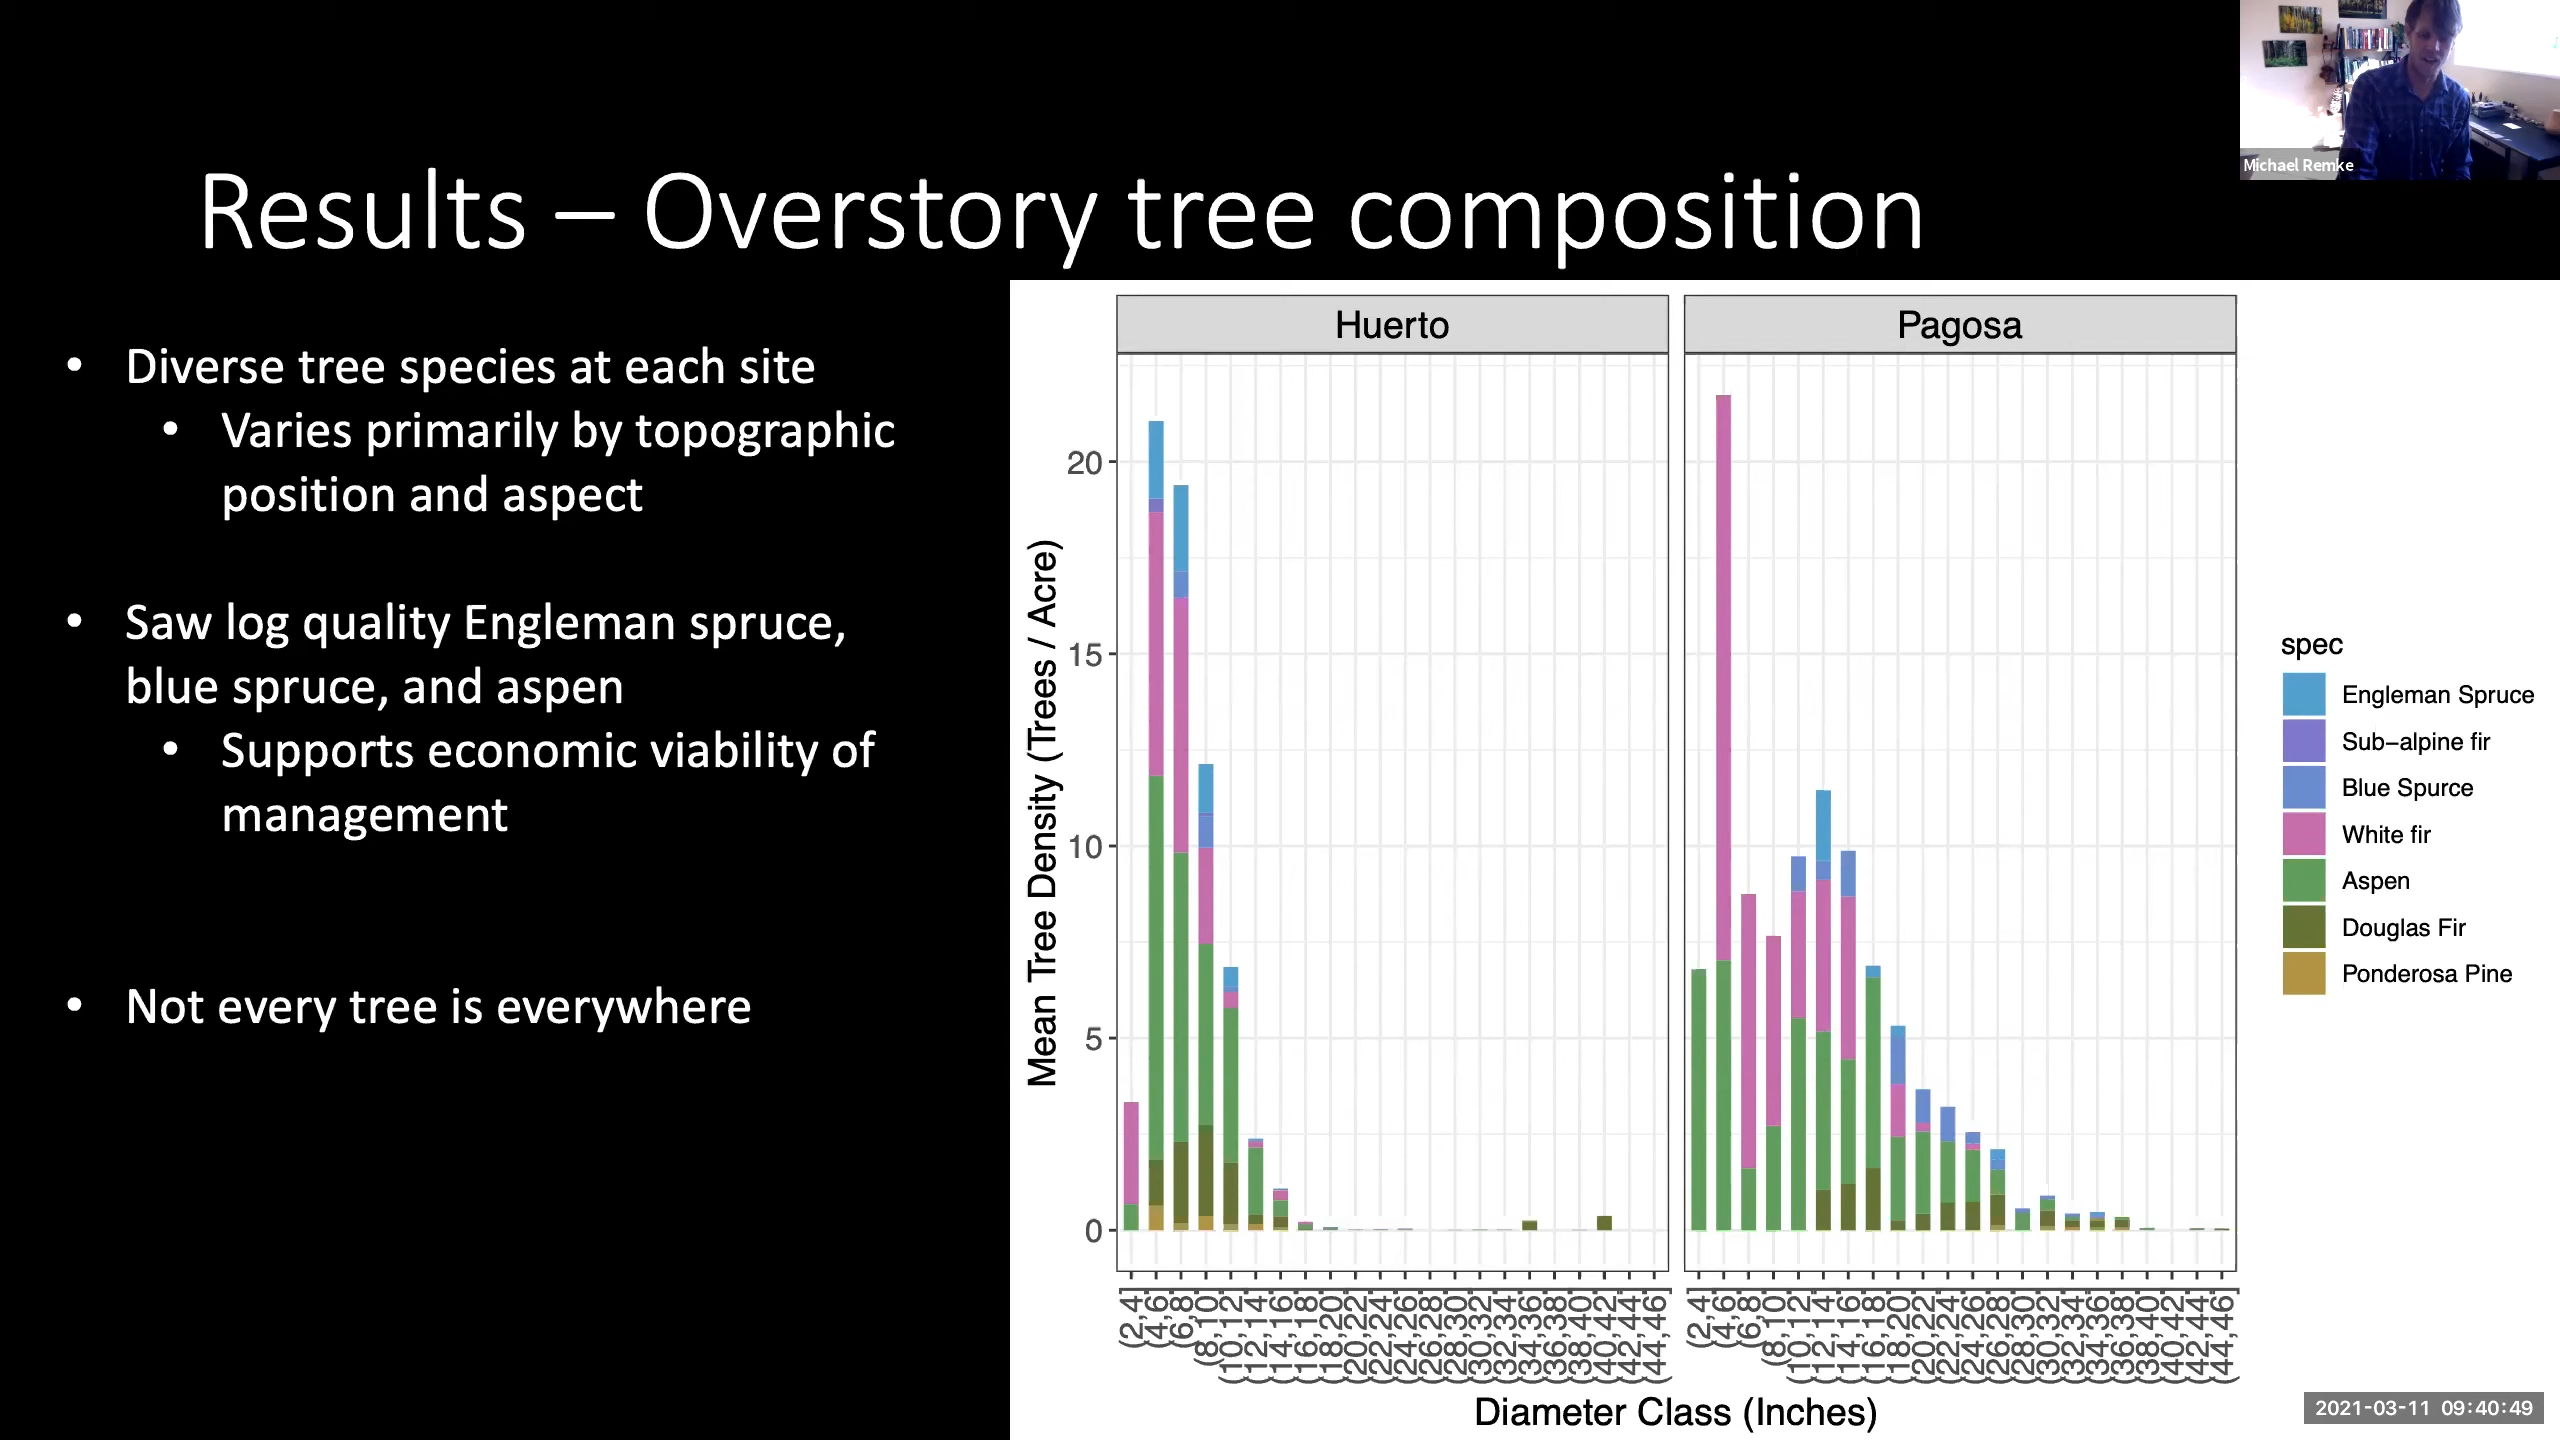 Michael Remke
Results – Overstory tree composition
• Diverse tree species at each site
• Varies primarily by topographic
position and aspect
• Saw log quality Engleman spruce,
blue spruce, and aspen
• Supports economic viability of
management
• Not every tree is everywhere
Huerto
Pagosa
Mean Tree Density (Trees / Acre)
20
15
10
5
0
(2,4]
(4,6]
(6,8]
(8,10]
(10,12]
(12,14]
(14,16]
(16,18]
(18,20]
(20,22]
(22,24]
(24,26]
(26,28]
(28,30]
(30,32]
(32,34]
(34,36]
(36,38]
(38,40]
(40,42]
(42,44]
(44,46]
(2,4]
(4,6]
(6,8]
(8,10]
(10,12]
(12,14]
(14,16]
(16,18]
(18,20]
(20,22]
(22,24]
(24,26]
(26,28]
(28,30]
(30,32]
(32,34]
(34,36]
(36,38]
(38,40]
(40,42]
(42,44]
(44,46]
Diameter Class (Inches)
spec
Engleman Spruce
Sub−alpine fir
Blue Spurce
White fir
Aspen
Douglas Fir
Ponderosa Pine
2021-03-11 09:40:49